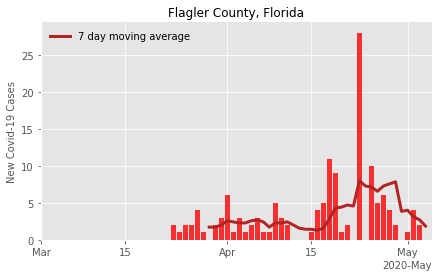 Flagler County, Florida
7 day moving average
New Covid-19 Cases
25
20
15
10
5
0
Mar
15
Apr
15
May
2020-May